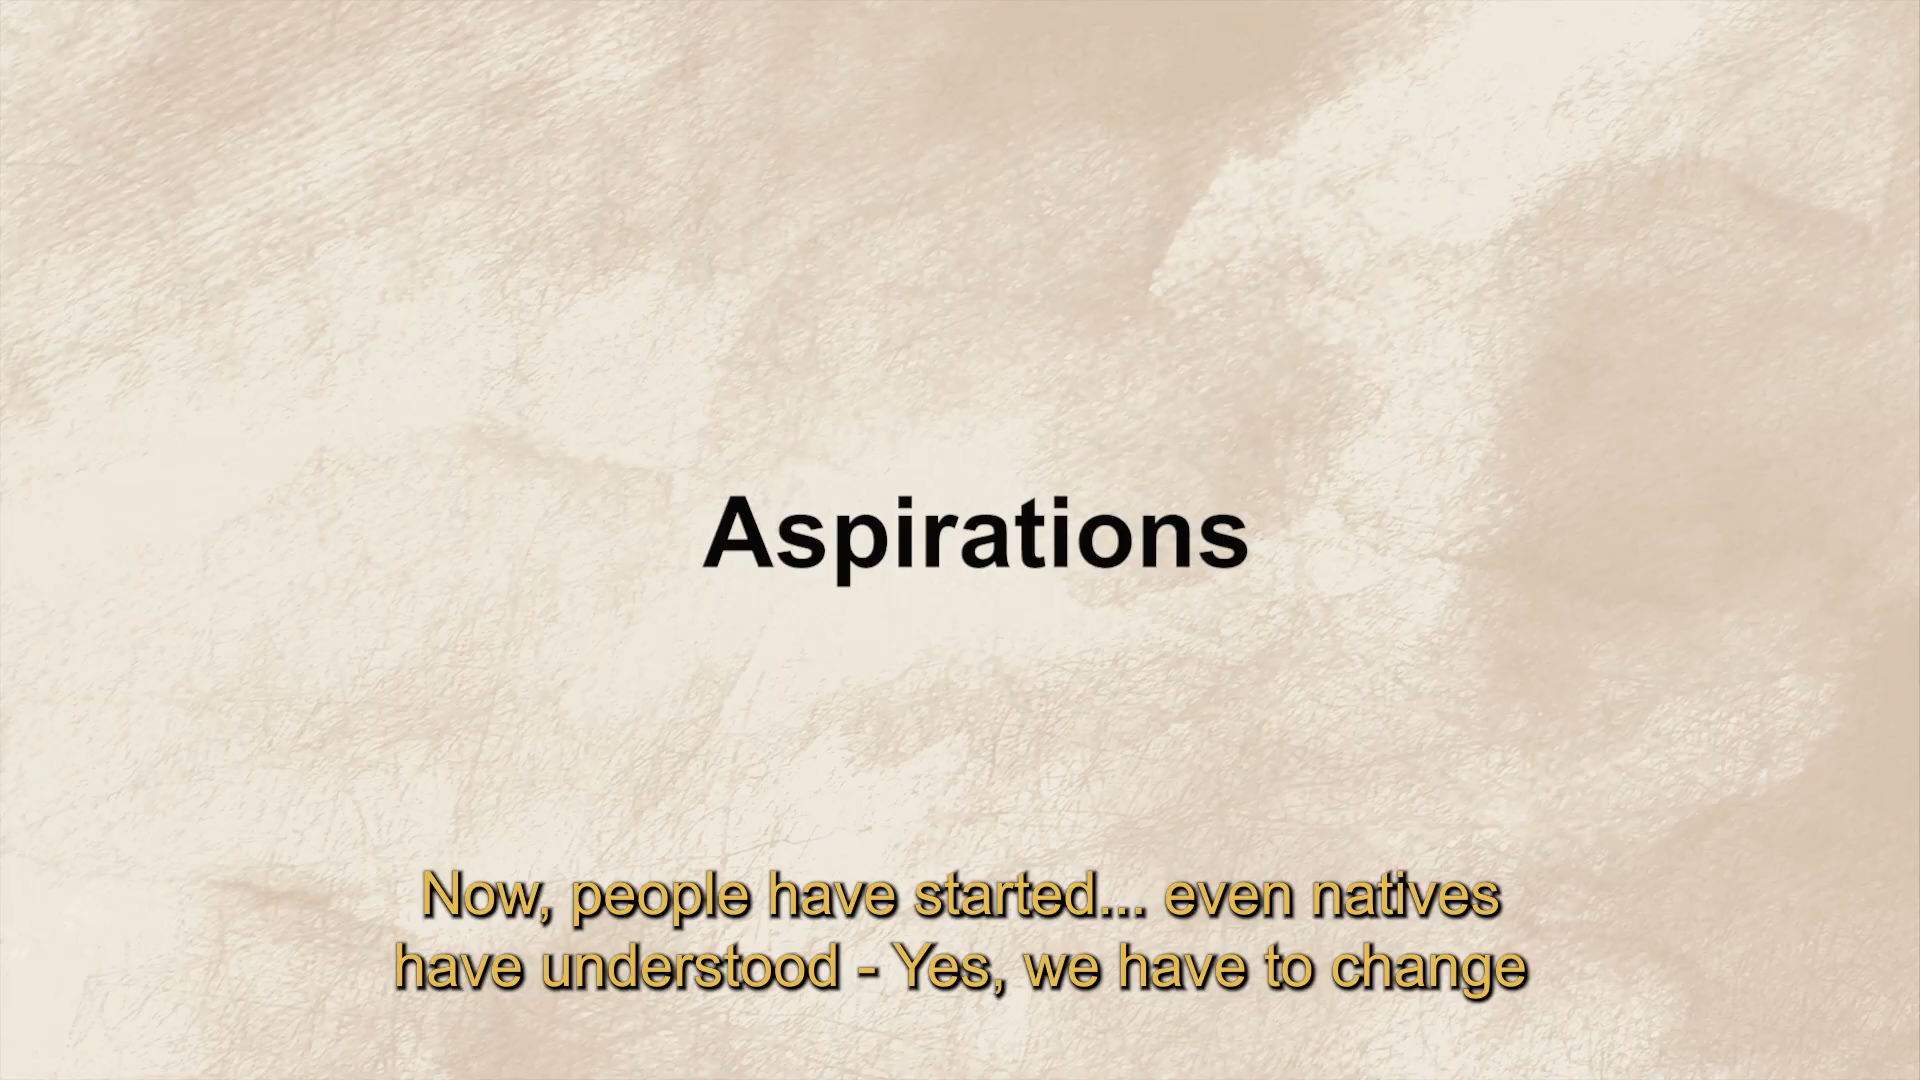 Aspirations
Now, people have started... even natives
have understood - Yes, we have to change